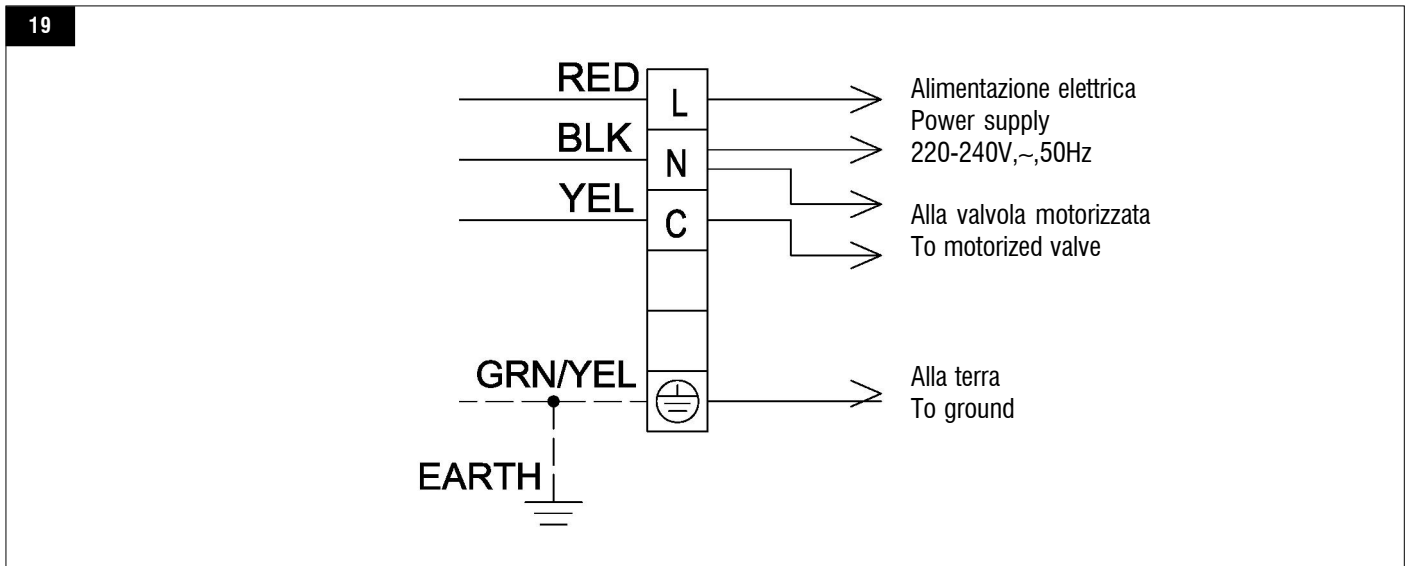 19
RED
L
Alimentazione elettrica
Power supply
220-240V,~,50Hz
BLK
N
YEL
C
Alla valvola motorizzata
To motorized valve
GRN/YEL
Alla terra
To ground
EARTH